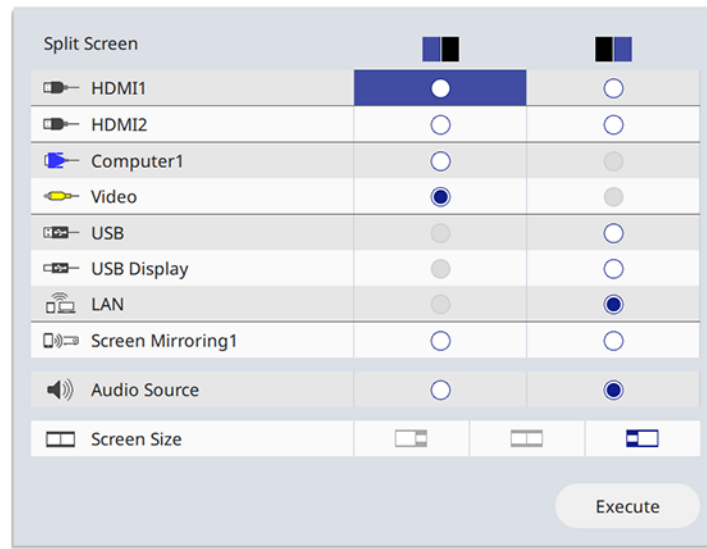 Split Screen
HDMI1
HDMI2
Computer1
Video
USB
USB Display
LAN
Screen Mirroring1
Audio Source
Screen Size
Execute